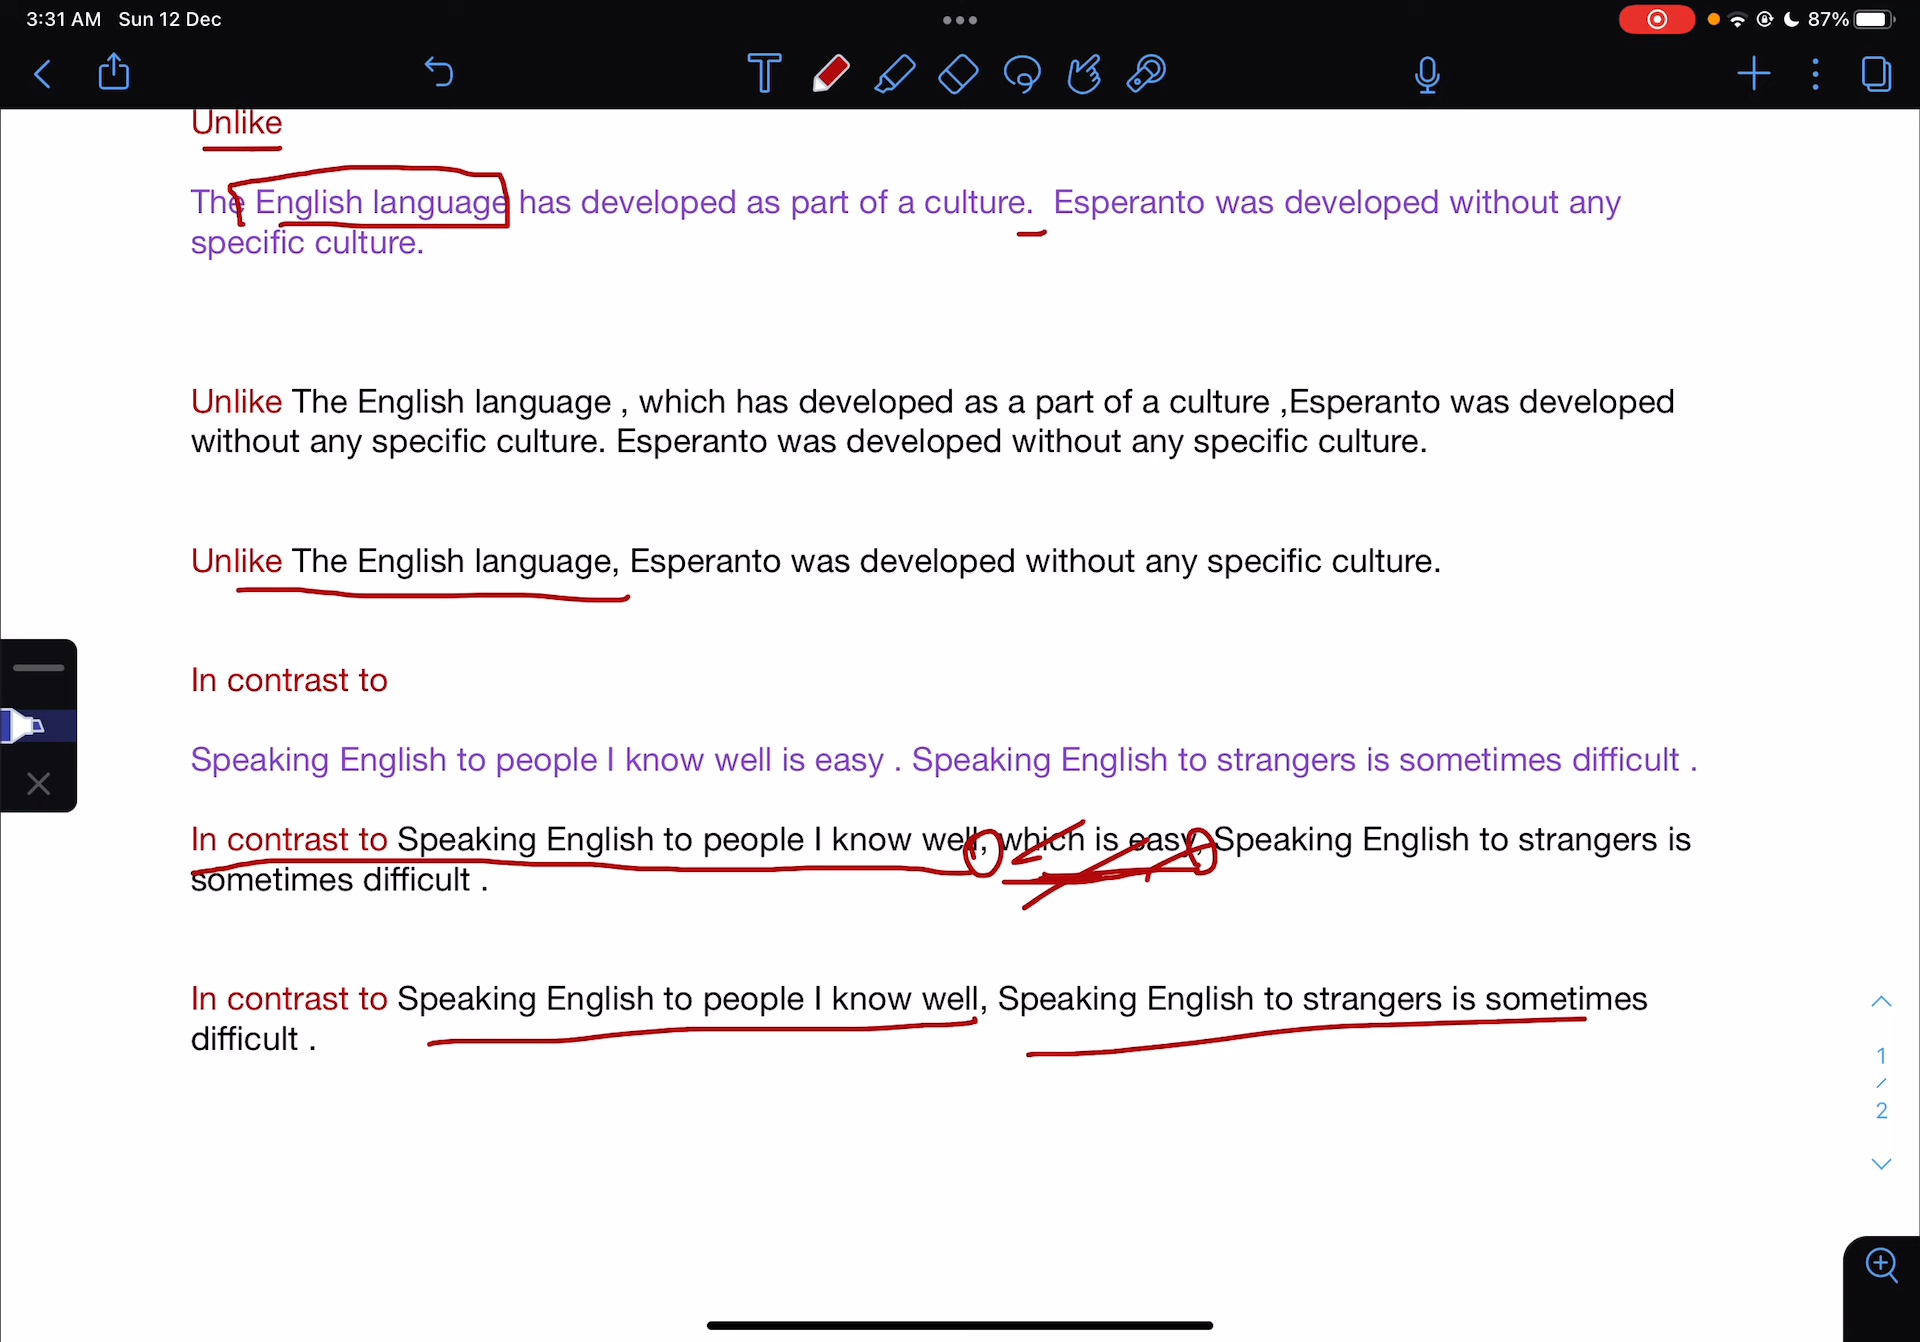 3:31 AM Sun 12 Dec
87%
Unlike
The English language has developed as part of a culture. Esperanto was developed without any
specific culture.
Unlike The English language , which has developed as a part of a culture ,Esperanto was developed
without any specific culture. Esperanto was developed without any specific culture.
Unlike The English language, Esperanto was developed without any specific culture.
In contrast to
Speaking English to people I know well is easy . Speaking English to strangers is sometimes difficult .
In contrast to Speaking English to people I know well, which is easy, Speaking English to strangers is
sometimes difficult .
In contrast to Speaking English to people I know well, Speaking English to strangers is sometimes
difficult .
1
/
2